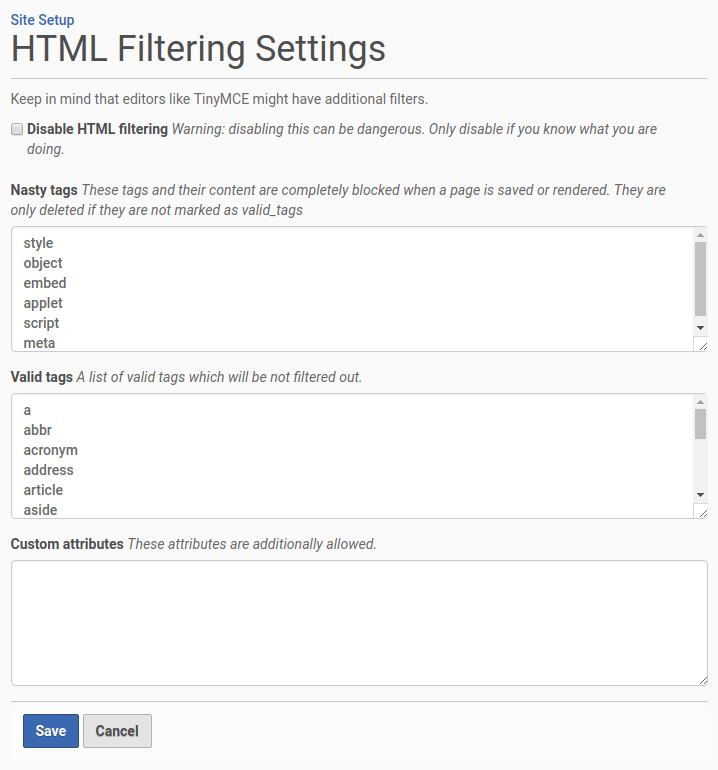 Site Setup
HTML Filtering Settings
Keep in mind that editors like TinyMCE might have additional filters.
Disable HTML filtering Warning: disabling this can be dangerous. Only disable if you know what you are
doing.
Nasty tags These tags and their content are completely blocked when a page is saved or rendered. They are
only deleted if they are not marked as valid_tags
style
object
embed
applet
script
meta
Valid tags A list of valid tags which will be not filtered out.
a
abbr
acronym
address
article
aside
Custom attributes These attributes are additionally allowed.
Save Cancel